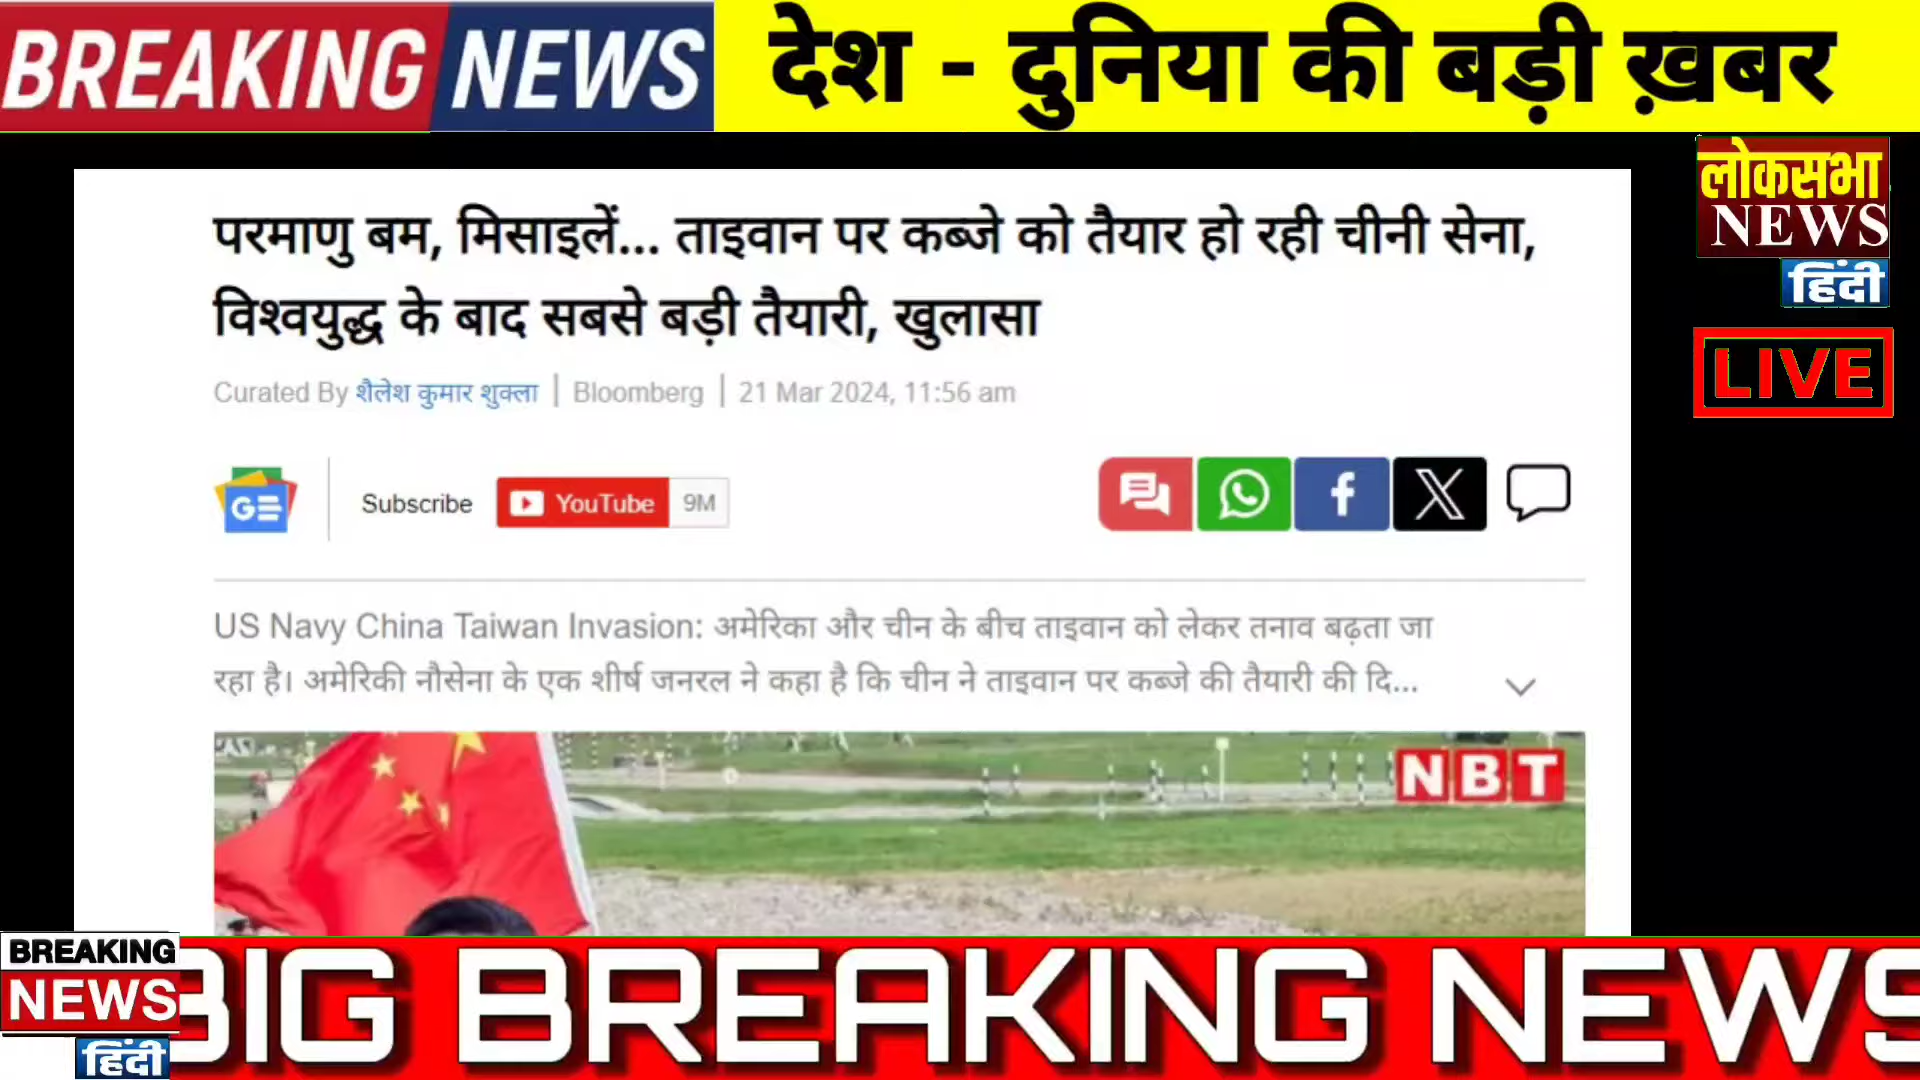 BREAKING NEWS
देश - दुनिया की बड़ी ख़बर
लोकसभा
NEWS
हिंदी
LIVE
परमाणु बम, मिसाइलें... ताइवान पर कब्जे को तैयार हो रही चीनी सेना,
विश्वयुद्ध के बाद सबसे बड़ी तैयारी, खुलासा
Curated By शैलेश कुमार शुक्ला | Bloomberg | 21 Mar 2024, 11:56 am
Subscribe YouTube 9M
US Navy China Taiwan Invasion: अमेरिका और चीन के बीच ताइवान को लेकर तनाव बढ़ता जा
रहा है। अमेरिकी नौसेना के एक शीर्ष जनरल ने कहा है कि चीन ने ताइवान पर कब्जे की तैयारी की दि...
NBT
BREAKING
NEWS
हिंदी
BIG BREAKING NEWS